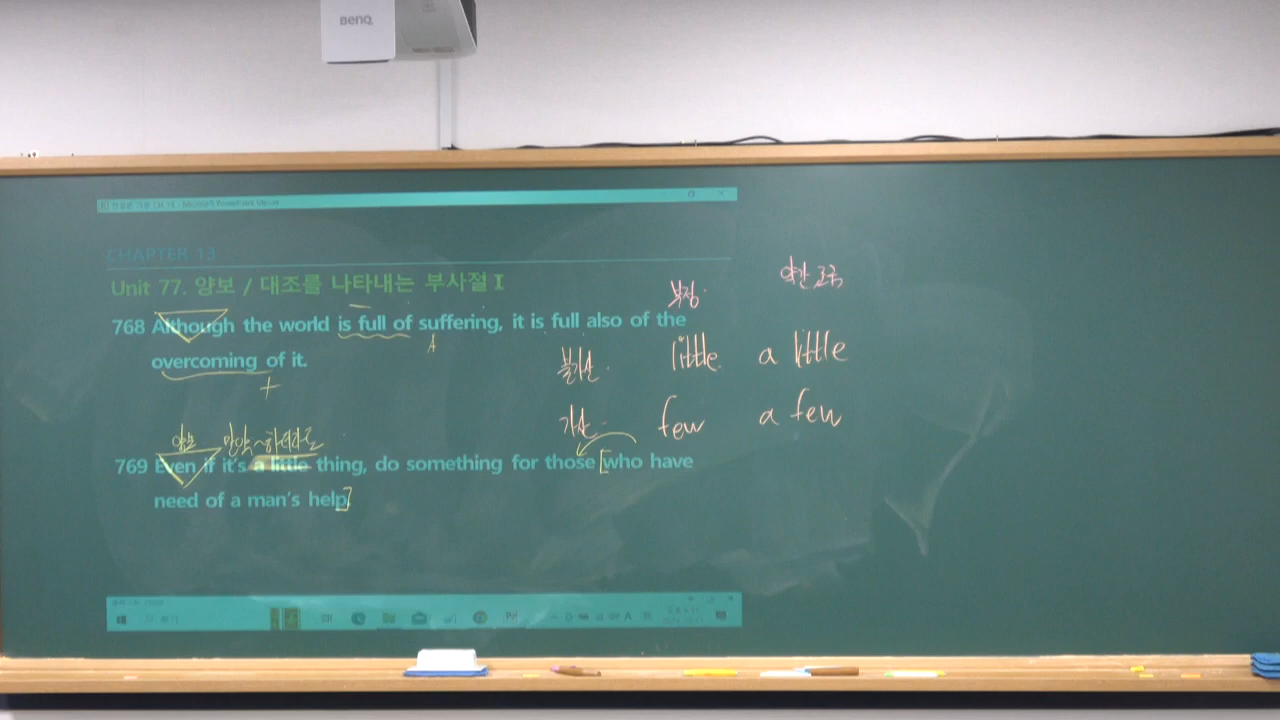 BenQ
CHAPTER 13
Unit 77. 양보 / 대조를 나타내는 부사절 I
768 Although the world is full of suffering, it is full also of the
overcoming of it.
+
부정
불가산 little a little
가산 few a few
양보 만약~하더라도
769 Even if it's a little thing, do something for those [who have
need of a man's help]